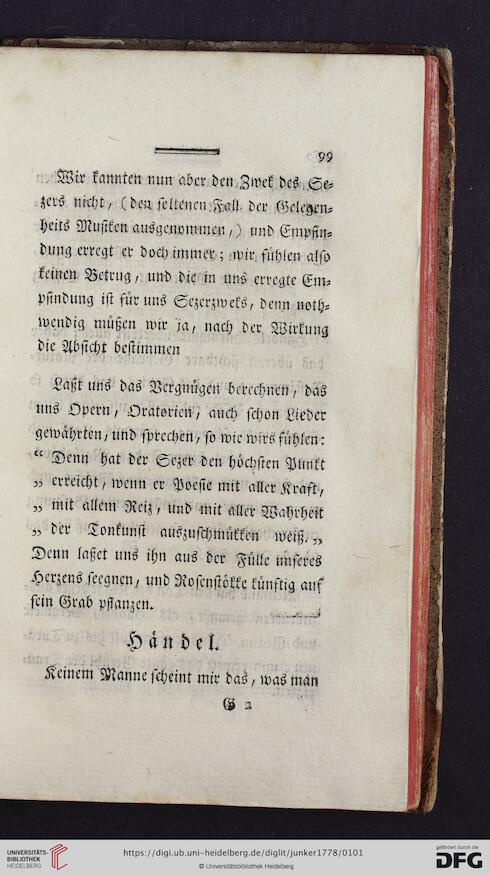 99
Wir kannten nun aber den Zwek des Se-
zers nicht, (den seltenen Fall der Gelegen-
heits Musiken ausgenommen,) und Empfin-
dung erregt er doch immer; wir fühlen also
keinen Betrug, und die in uns erregte Em-
pfindung ist für uns Sezerzweks, denn noth-
wendig müßen wir ja, nach der Wirkung
die Absicht bestimmen
Laßt uns das Vergnügen berechnen, das
uns Opern, Oratorien, auch schon Lieder
gewährten, und sprechen, so wie wirs fühlen:
“ Denn hat der Sezer den höchsten Punkt
„ erreicht, wenn er Poesie mit aller Kraft,
„ mit allem Reiz, und mit aller Wahrheit
„ der Tonkunst auszuschmükken weiß. „
Denn laßet uns ihn aus der Fülle unseres
Herzens seegnen, und Rosenstökke künftig auf
sein Grab pflanzen.
Händel.
Keinem Manne scheint mir das, was man
G 2
UNIVERSITÄTS-
BIBLIOTHEK
HEIDELBERG
https://digi.ub.uni-heidelberg.de/diglit/junker1778/0101
© Universitätsbibliothek Heidelberg
gefördert durch die
DFG